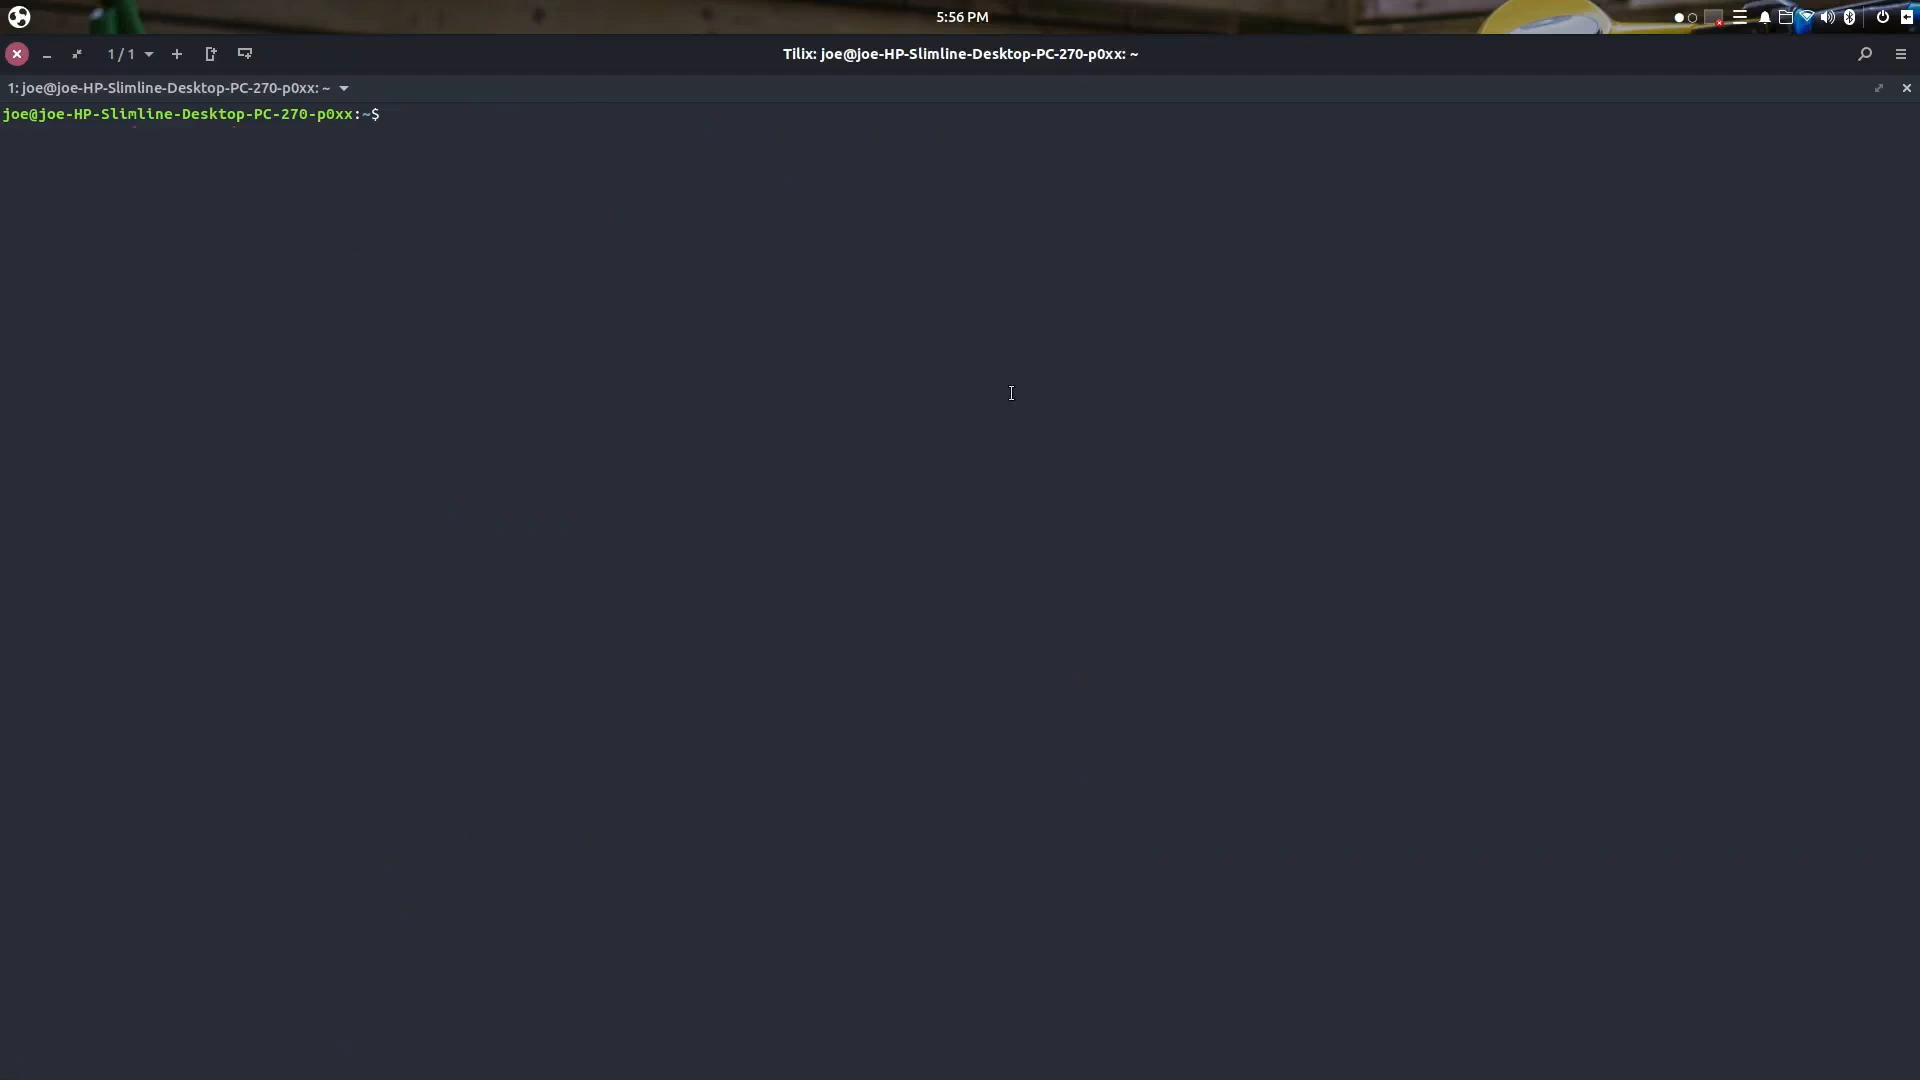 5:56 PM
1 / 1
Tilix: joe@joe-HP-Slimline-Desktop-PC-270-p0xx: ~
1: joe@joe-HP-Slimline-Desktop-PC-270-p0xx: ~
joe@joe-HP-Slimline-Desktop-PC-270-p0xx:~$